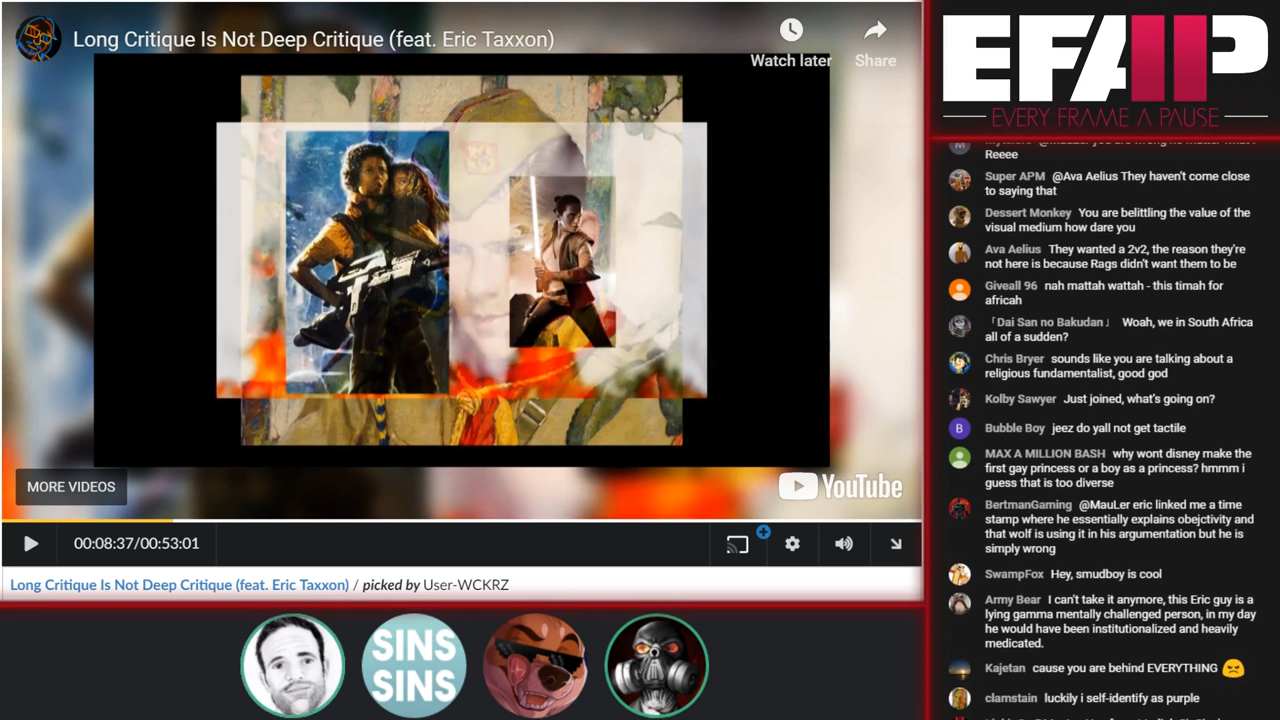 Long Critique Is Not Deep Critique (feat. Eric Taxxon)
Watch later
Share
MORE VIDEOS
YouTube
00:08:37/00:53:01
Long Critique Is Not Deep Critique (feat. Eric Taxxon) / picked by User-WCKRZ
SINS
SINS
EFAP
EVERY FRAME A PAUSE
M
Reeee
Super APM @Ava Aelius They haven't come close
to saying that
Dessert Monkey You are belittling the value of the
visual medium how dare you
Ava Aelius They wanted a 2v2, the reason they're
not here is because Rags didn't want them to be
Giveall 96 nah mattah wattah - this timah for
africah
「Dai San no Bakudan」 Woah, we in South Africa
all of a sudden?
Chris Bryer sounds like you are talking about a
religious fundamentalist, good god
Kolby Sawyer Just joined, what's going on?
B
Bubble Boy jeez do yall not get tactile
MAX A MILLION BASH why wont disney make the
first gay princess or a boy as a princess? hmmm i
guess that is too diverse
BertmanGaming @MauLer eric linked me a time
stamp where he essentially explains obejctivity and
that wolf is using it in his argumentation but he is
simply wrong
SwampFox Hey, smudboy is cool
Army Bear I can't take it anymore, this Eric guy is a
lying gamma mentally challenged person, in my day
he would have been institutionalized and heavily
medicated.
Kajetan cause you are behind EVERYTHING
clamstain luckily i self-identify as purple